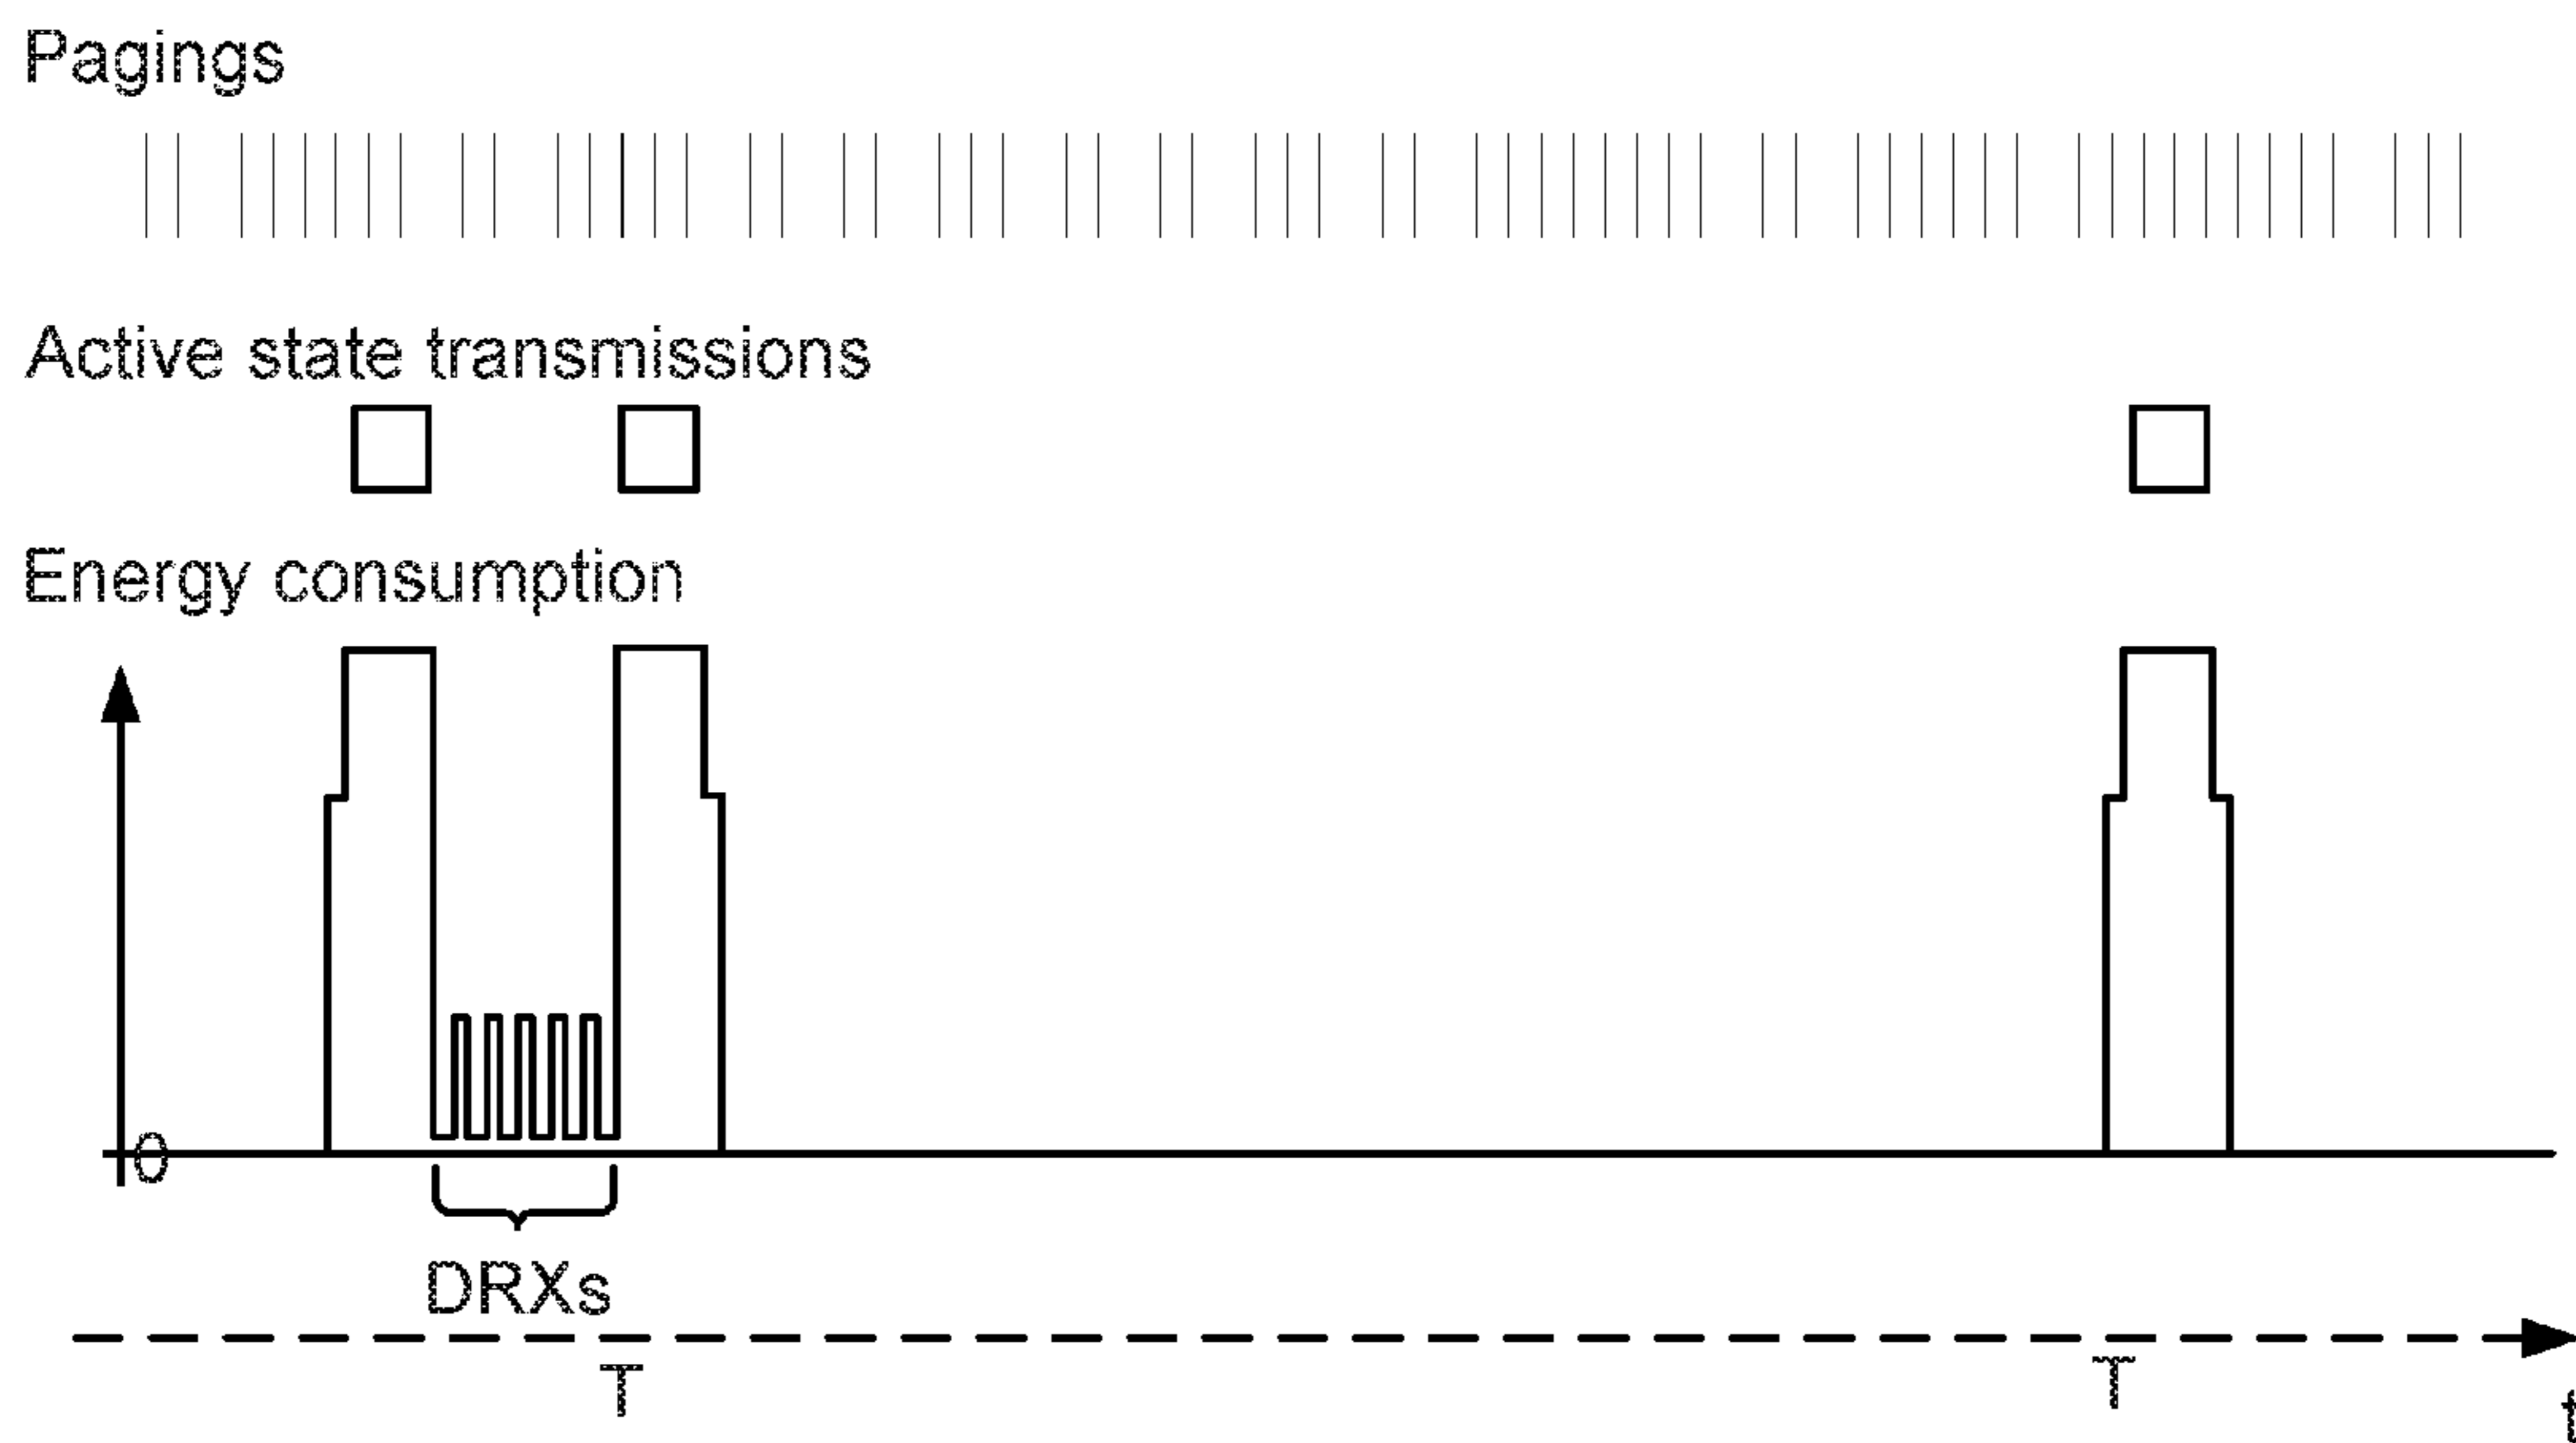 Pagings
Active state transmissions
Energy consumption
0
DRXs
T T
t